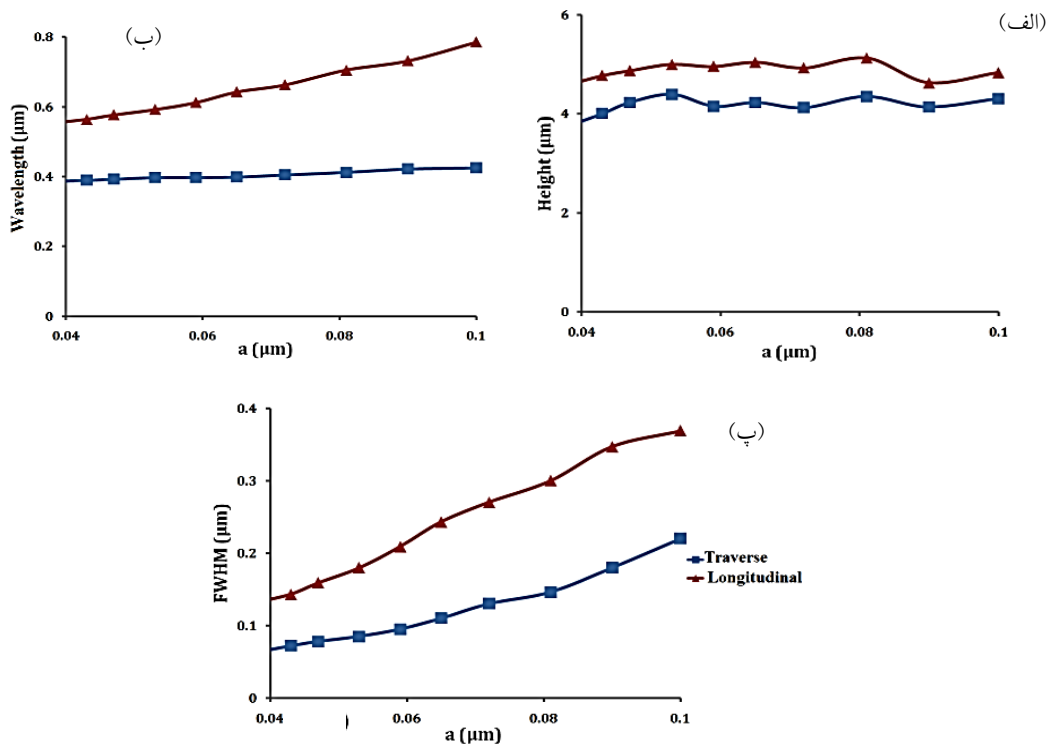 (ب)
0.8
0.6
0.4
0.2
0
Wavelength (μm)
0.04 0.06 0.08 0.1
a (μm)
(الف)
6
4
2
0
Height (μm)
0.04 0.06 0.08 0.1
a (μm)
(پ)
0.4
0.3
0.2
0.1
0
FWHM (μm)
0.04 0.06 0.08 0.1
a (μm)
Traverse
Longitudinal